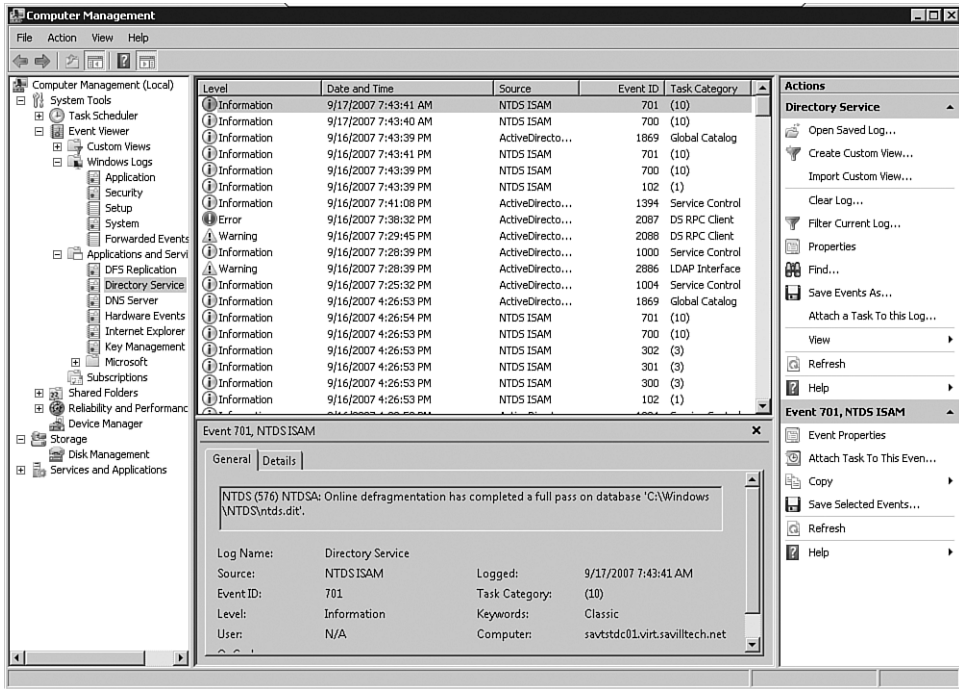 Computer Management
File Action View Help
Computer Management (Local)
System Tools
Task Scheduler
Event Viewer
Custom Views
Windows Logs
Application
Security
Setup
System
Forwarded Events
Applications and Servi
DFS Replication
Directory Service
DNS Server
Hardware Events
Internet Explorer
Key Management
Microsoft
Subscriptions
Shared Folders
Reliability and Performanc
Device Manager
Storage
Disk Management
Services and Applications
Level Date and Time Source Event ID Task Category
Information 9/17/2007 7:43:41 AM NTDS ISAM 701 (10)
Information 9/17/2007 7:43:40 AM NTDS ISAM 700 (10)
Information 9/16/2007 7:43:39 PM ActiveDirecto... 1869 Global Catalog
Information 9/16/2007 7:43:41 PM NTDS ISAM 701 (10)
Information 9/16/2007 7:43:39 PM NTDS ISAM 700 (10)
Information 9/16/2007 7:43:39 PM NTDS ISAM 102 (1)
Information 9/16/2007 7:41:08 PM ActiveDirecto... 1394 Service Control
Error 9/16/2007 7:38:32 PM ActiveDirecto... 2087 DS RPC Client
Warning 9/16/2007 7:29:45 PM ActiveDirecto... 2088 DS RPC Client
Information 9/16/2007 7:28:39 PM ActiveDirecto... 1000 Service Control
Warning 9/16/2007 7:28:39 PM ActiveDirecto... 2886 LDAP Interface
Information 9/16/2007 7:25:32 PM ActiveDirecto... 1004 Service Control
Information 9/16/2007 4:26:53 PM ActiveDirecto... 1869 Global Catalog
Information 9/16/2007 4:26:54 PM NTDS ISAM 701 (10)
Information 9/16/2007 4:26:53 PM NTDS ISAM 700 (10)
Information 9/16/2007 4:26:53 PM NTDS ISAM 302 (3)
Information 9/16/2007 4:26:53 PM NTDS ISAM 301 (3)
Information 9/16/2007 4:26:53 PM NTDS ISAM 300 (3)
Information 9/16/2007 4:26:53 PM NTDS ISAM 102 (1)
Event 701, NTDS ISAM
General Details
NTDS (576) NTDSA: Online defragmentation has completed a full pass on database 'C:\Windows
\NTDS\ntds.dit'.
Log Name: Directory Service
Source: NTDS ISAM Logged: 9/17/2007 7:43:41 AM
Event ID: 701 Task Category: (10)
Level: Information Keywords: Classic
User: N/A Computer: savtstdc01.virt.savilltech.net
Actions
Directory Service
Open Saved Log...
Create Custom View...
Import Custom View...
Clear Log...
Filter Current Log...
Properties
Find...
Save Events As...
Attach a Task To this Log...
View
Refresh
Help
Event 701, NTDS ISAM
Event Properties
Attach Task To This Even...
Copy
Save Selected Events...
Refresh
Help